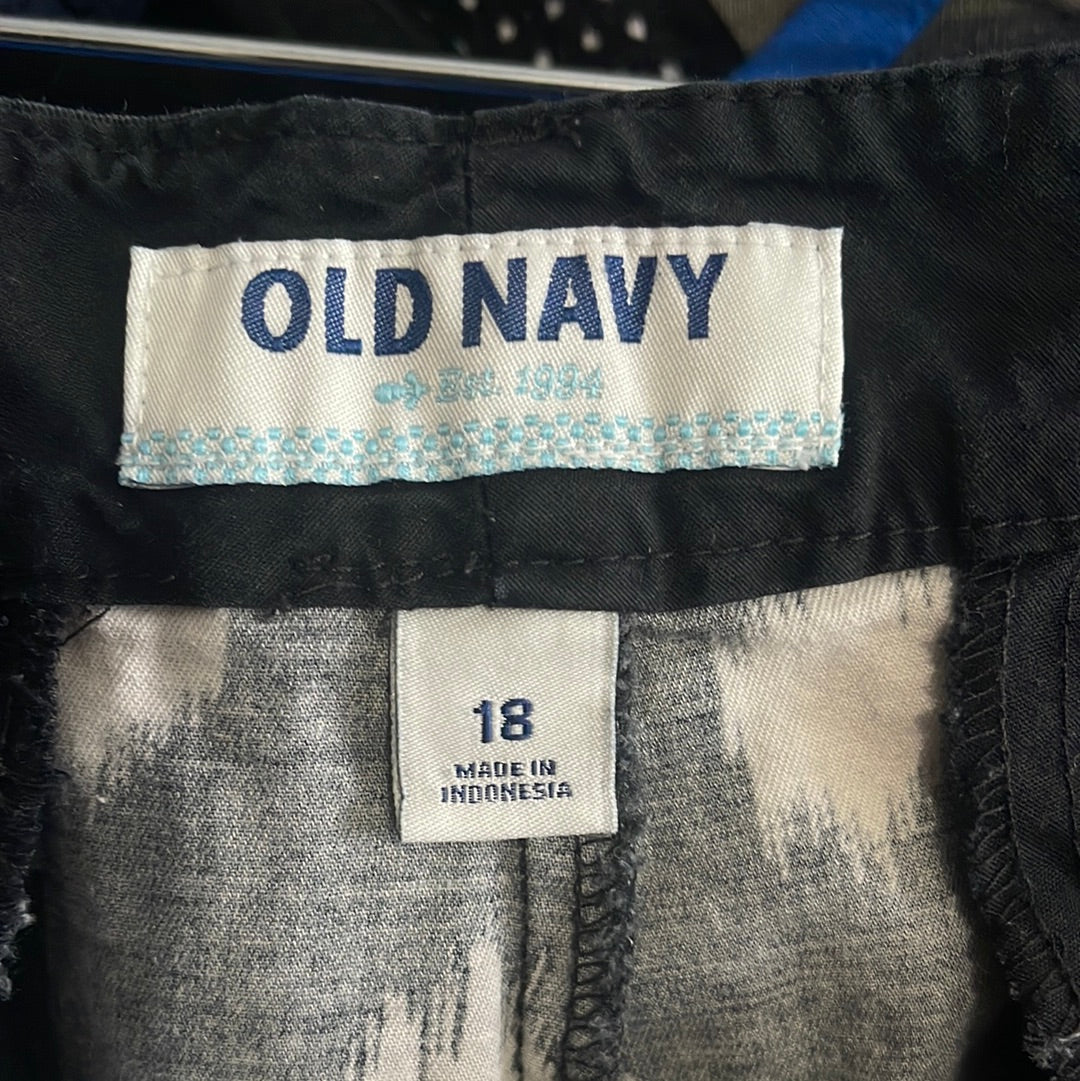 OLD NAVY
Est. 1994
18
MADE IN
INDONESIA